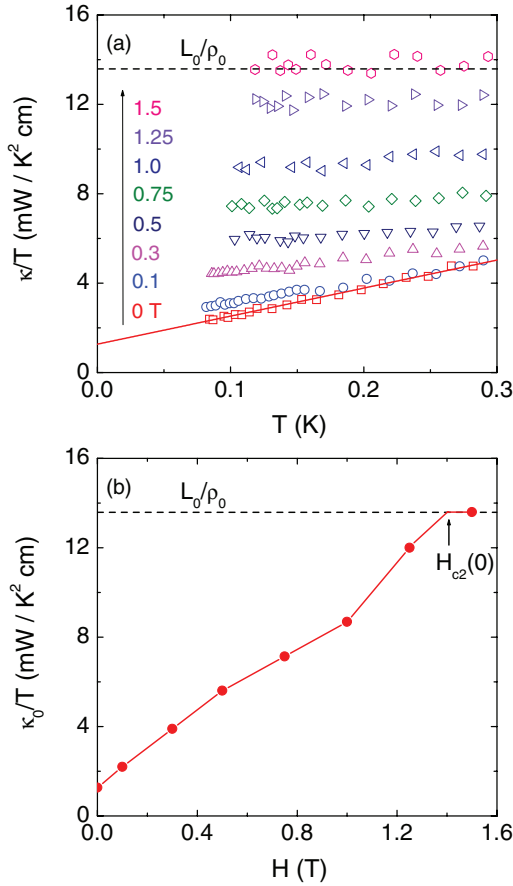 (a)
L₀/ρ₀
16
12
8
4
0
κ/T (mW / K² cm)
1.5
1.25
1.0
0.75
0.5
0.3
0.1
0 T
0.0 0.1 0.2 0.3
T (K)
(b)
L₀/ρ₀
16
12
8
4
0
κ₀/T (mW / K² cm)
H_c2(0)
0.0 0.4 0.8 1.2 1.6
H (T)